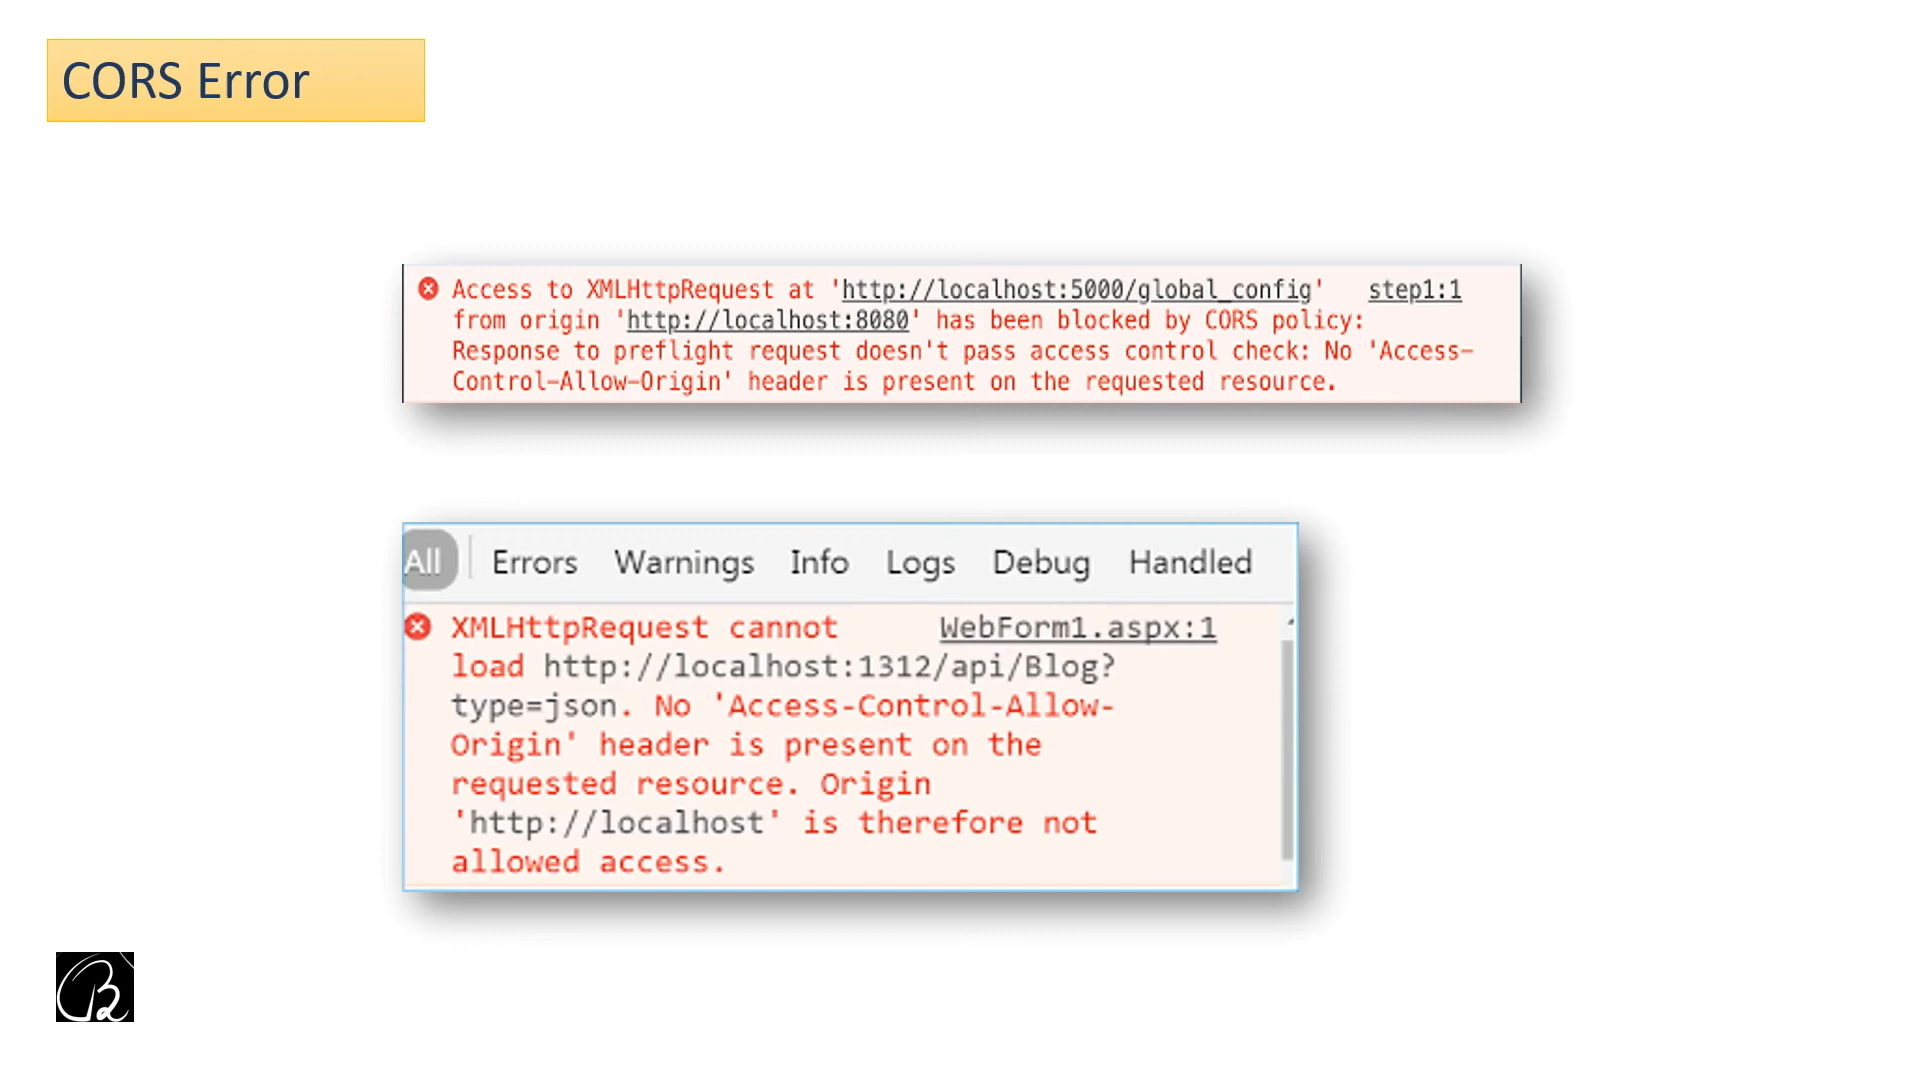 CORS Error
Access to XMLHttpRequest at 'http://localhost:5000/global_config' step1:1
from origin 'http://localhost:8080' has been blocked by CORS policy:
Response to preflight request doesn't pass access control check: No 'Access-
Control-Allow-Origin' header is present on the requested resource.
All Errors Warnings Info Logs Debug Handled
XMLHttpRequest cannot WebForm1.aspx:1
load http://localhost:1312/api/Blog?
type=json. No 'Access-Control-Allow-
Origin' header is present on the
requested resource. Origin
'http://localhost' is therefore not
allowed access.